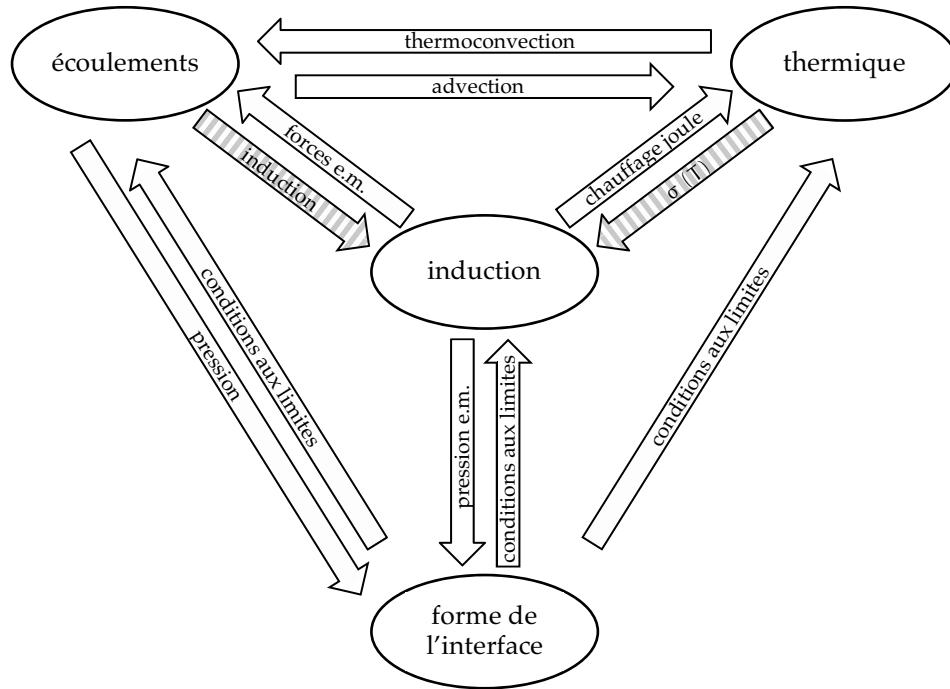 thermoconvection
écoulements
thermique
advection
forces e.m.
induction
chauffage joule
σ (T)
induction
conditions aux limites
pression
pression e.m.
conditions aux limites
conditions aux limites
forme de
l'interface